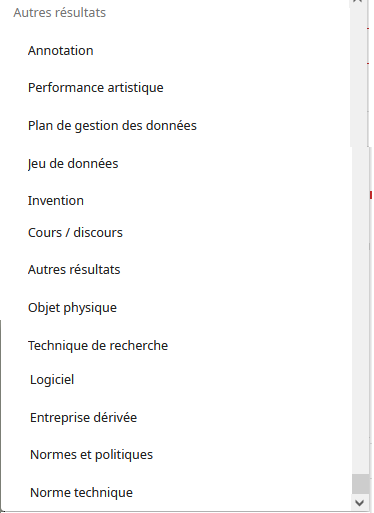 Autres résultats
Annotation
Performance artistique
Plan de gestion des données
Jeu de données
Invention
Cours / discours
Autres résultats
Objet physique
Technique de recherche
Logiciel
Entreprise dérivée
Normes et politiques
Norme technique